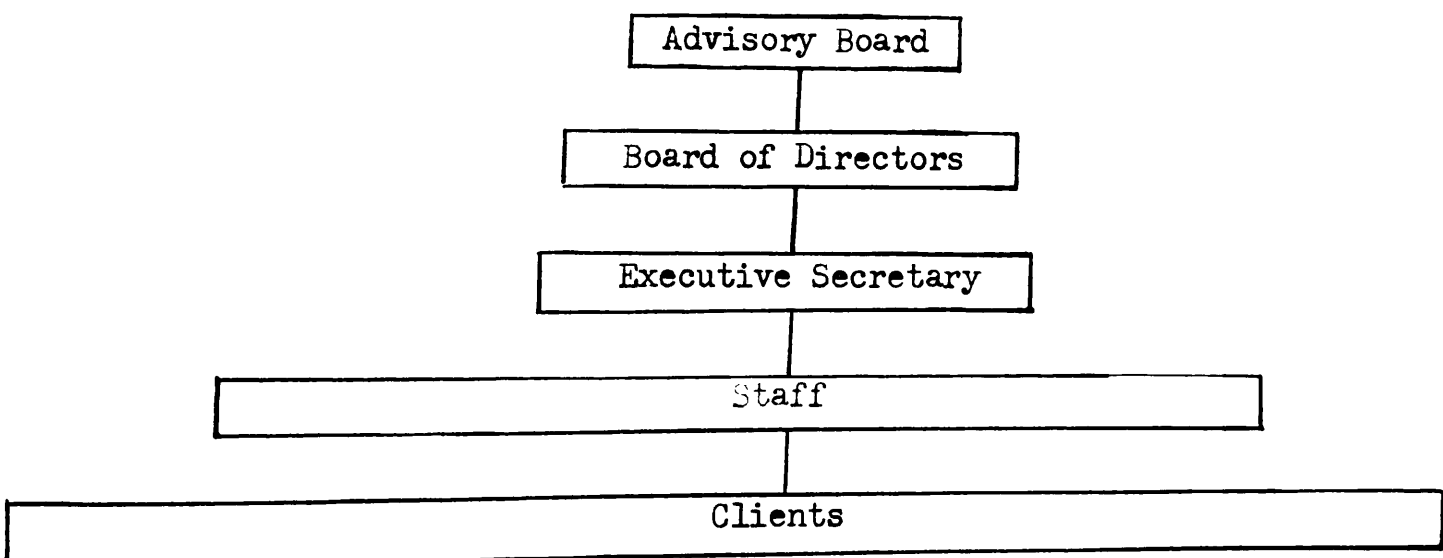 Advisory Board
Board of Directors
Executive Secretary
Staff
Clients